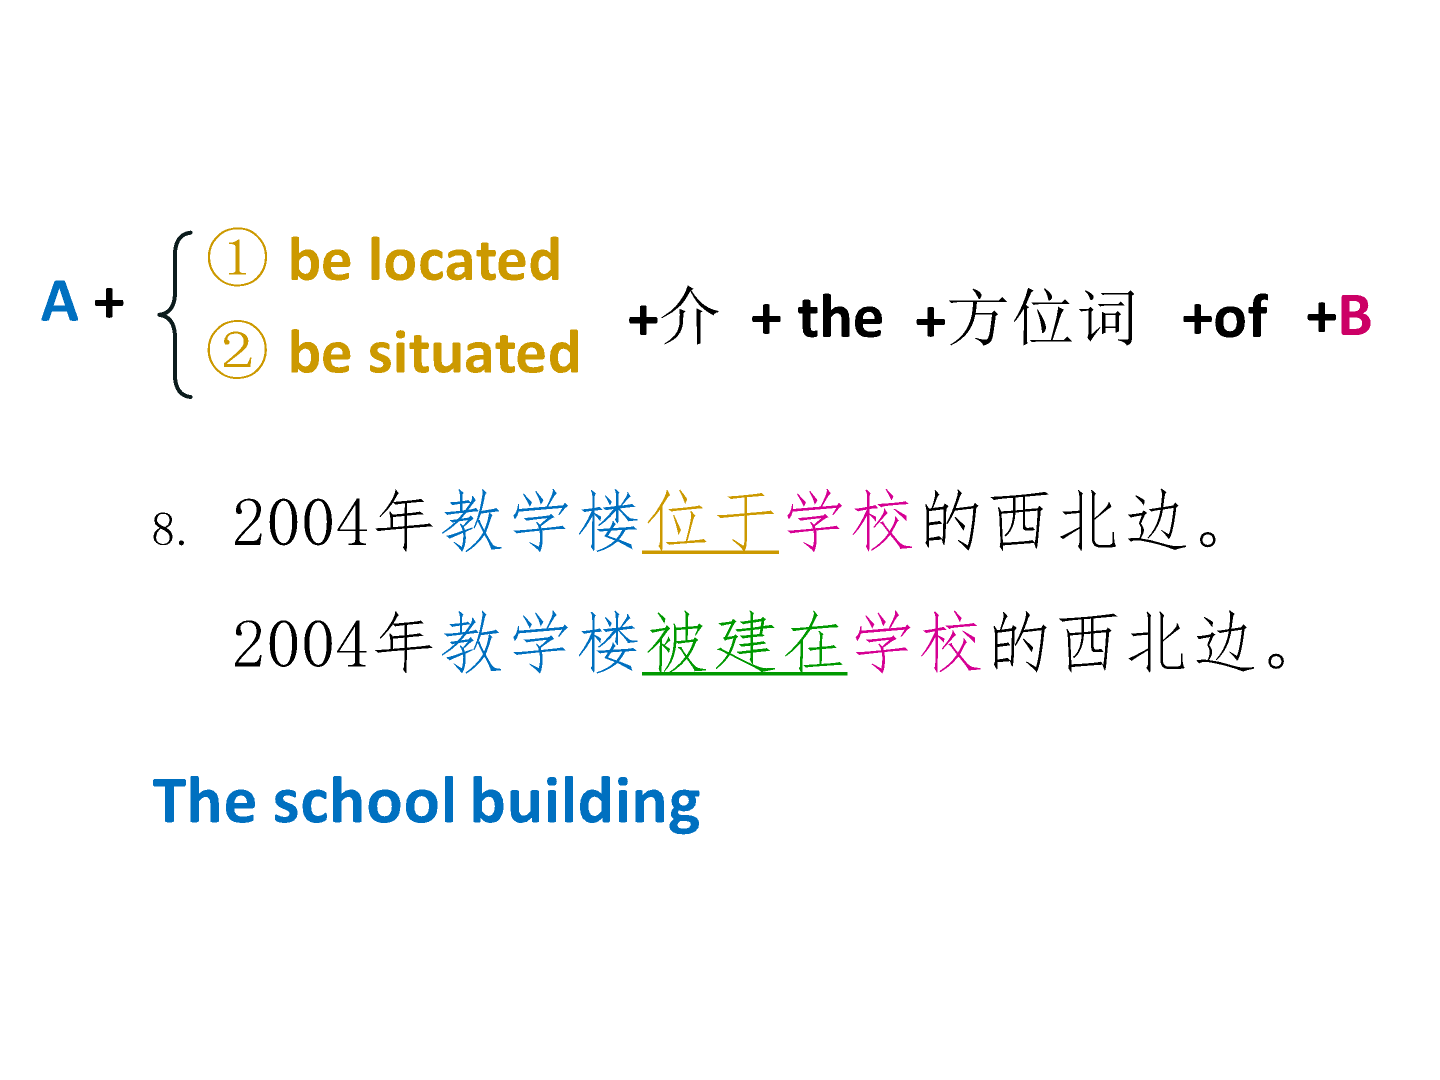 ① be located
A +
+介 + the +方位词 +of +B
② be situated
8. 2004年教学楼位于学校的西北边。
2004年教学楼被建在学校的西北边。
The school building